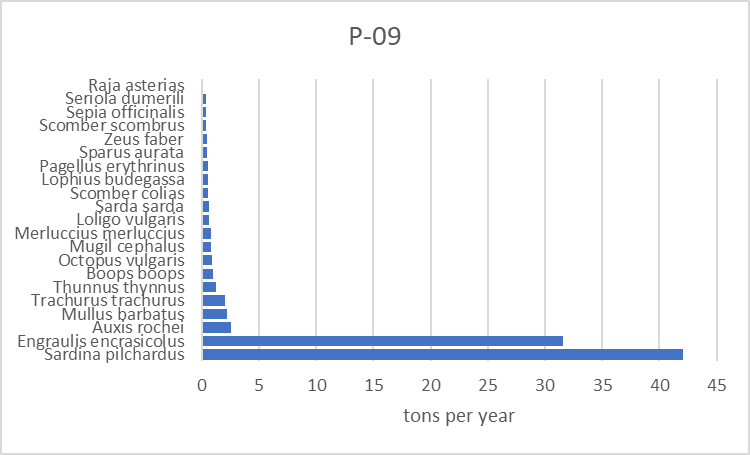 P-09
Raja asterias
Seriola dumerili
Sepia officinalis
Scomber scombrus
Zeus faber
Sparus aurata
Pagellus erythrinus
Lophius budegassa
Scomber colias
Sarda sarda
Loligo vulgaris
Merluccius merluccius
Mugil cephalus
Octopus vulgaris
Boops boops
Thunnus thynnus
Trachurus trachurus
Mullus barbatus
Auxis rochei
Engraulis encrasicolus
Sardina pilchardus
0 5 10 15 20 25 30 35 40 45
tons per year